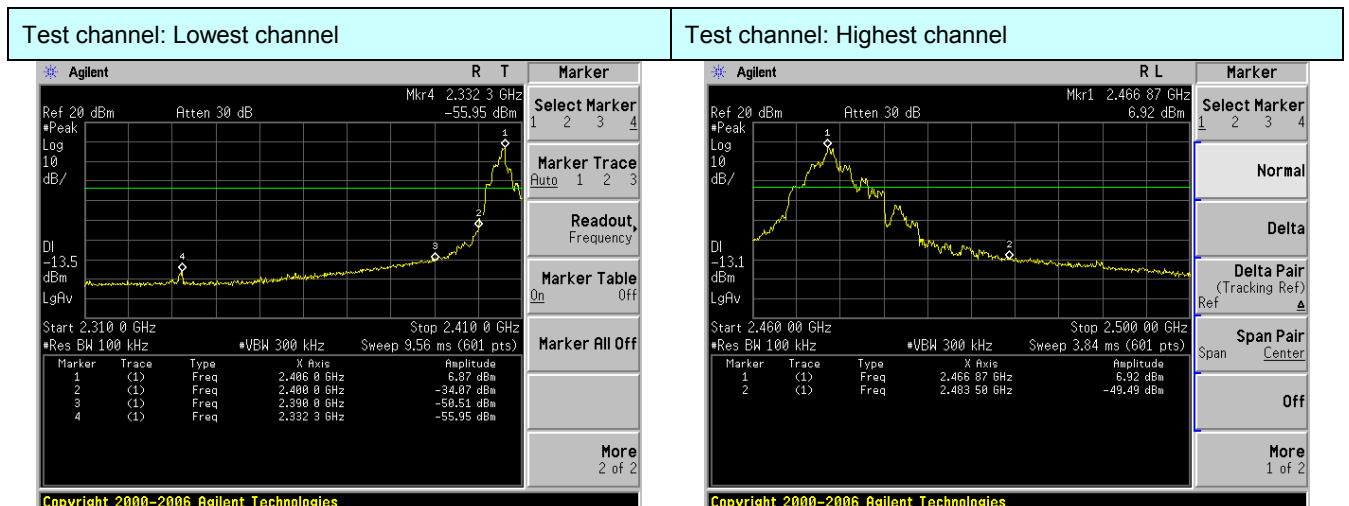 Test channel: Lowest channel
Test channel: Highest channel
Agilent
R T
Marker
Mkr4 2.332 3 GHz
Ref 20 dBm
Atten 30 dB
-55.95 dBm
#Peak
Log
10
dB/
DI
-13.5
dBm
LgAv
1
2
3
4
Start 2.310 0 GHz
Stop 2.410 0 GHz
#Res BW 100 kHz
#VBW 300 kHz
Sweep 9.56 ms (601 pts)
Marker Trace Type X Axis Amplitude
1 (1) Freq 2.406 0 GHz 6.87 dBm
2 (1) Freq 2.400 0 GHz -34.07 dBm
3 (1) Freq 2.390 0 GHz -50.51 dBm
4 (1) Freq 2.332 3 GHz -55.95 dBm
Select Marker
1 2 3 4
Marker Trace
Auto 1 2 3
Readout
Frequency
Marker Table
On Off
Marker All Off
More
2 of 2
Copyright 2000-2006 Agilent Technologies
Agilent
R L
Marker
Mkr1 2.466 87 GHz
Ref 20 dBm
Atten 30 dB
6.92 dBm
#Peak
Log
10
dB/
DI
-13.1
dBm
LgAv
1
2
Start 2.460 00 GHz
Stop 2.500 00 GHz
#Res BW 100 kHz
#VBW 300 kHz
Sweep 3.84 ms (601 pts)
Marker Trace Type X Axis Amplitude
1 (1) Freq 2.466 87 GHz 6.92 dBm
2 (1) Freq 2.483 50 GHz -49.49 dBm
Select Marker
1 2 3 4
Normal
Delta
Delta Pair
(Tracking Ref)
Ref Δ
Span Pair
Span Center
Off
More
1 of 2
Copyright 2000-2006 Agilent Technologies